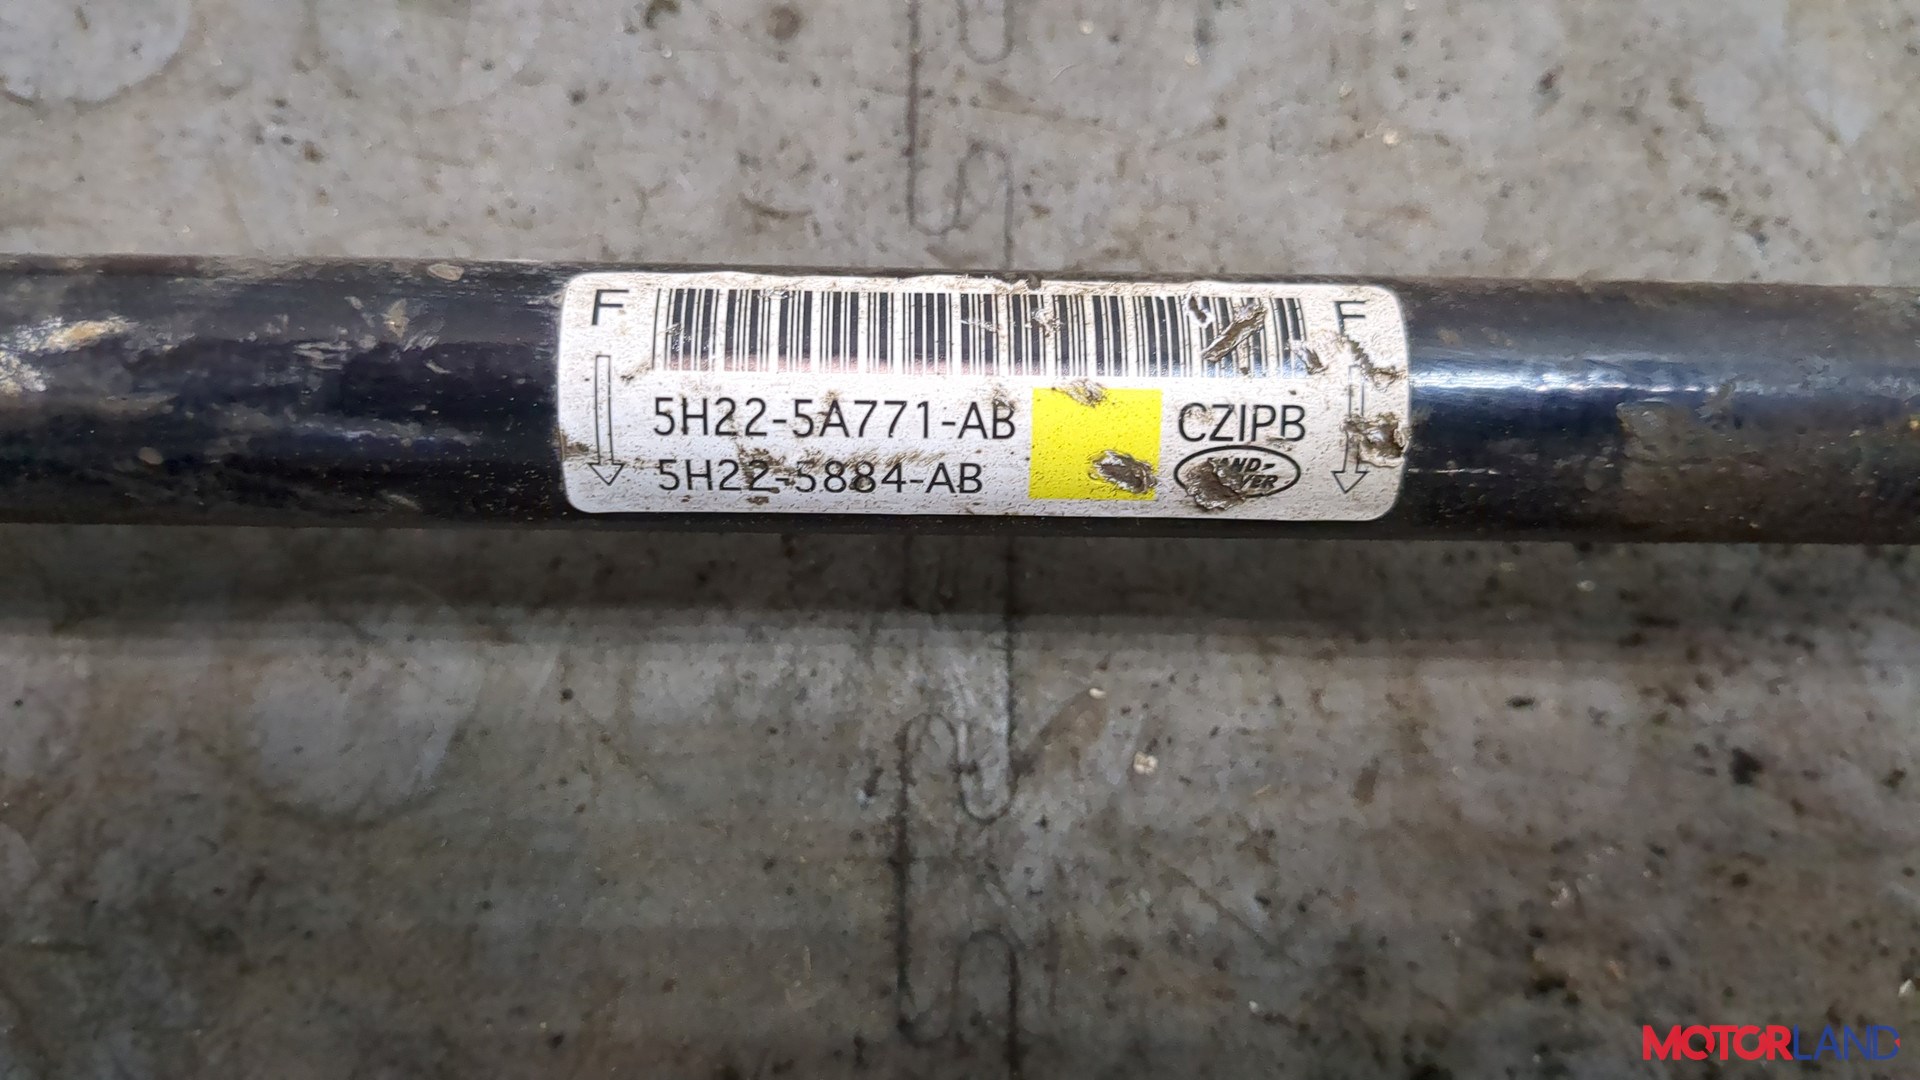 F F
5H22-5A771-AB CZIPB
5H22-5884-AB
MOTORLAND